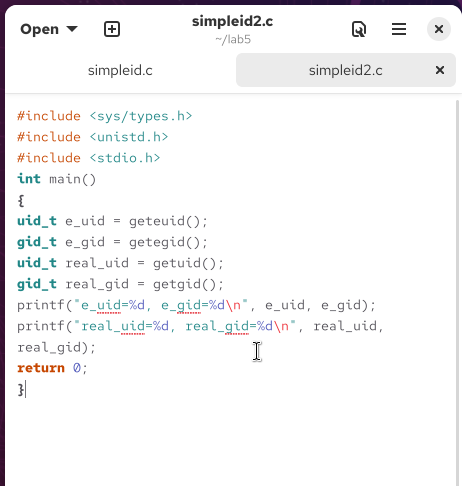 Open
simpleid2.c
~/lab5
simpleid.c
simpleid2.c
#include <sys/types.h>
#include <unistd.h>
#include <stdio.h>
int main()
{
uid_t e_uid = geteuid();
gid_t e_gid = getegid();
uid_t real_uid = getuid();
gid_t real_gid = getgid();
printf("e_uid=%d, e_gid=%d\n", e_uid, e_gid);
printf("real_uid=%d, real_gid=%d\n", real_uid,
real_gid);
return 0;
}